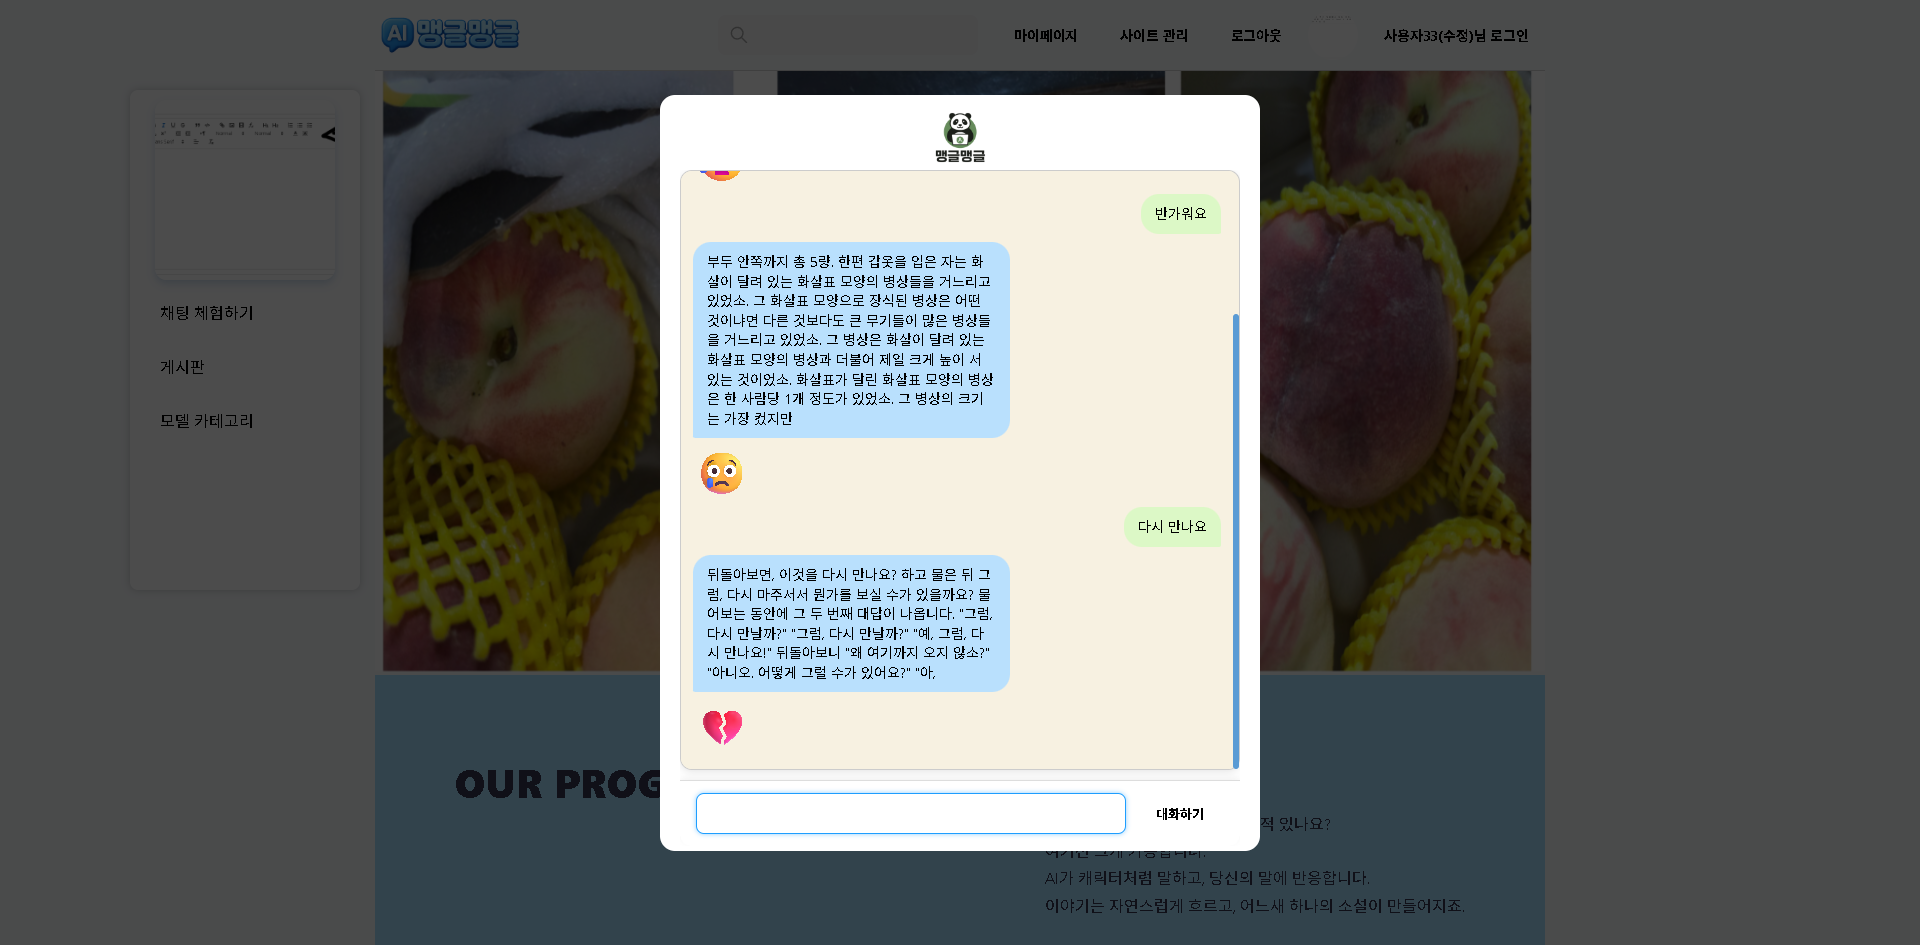 AI 맹글맹글
마이페이지
사이트 관리
로그아웃
사용자33(수정)님 로그인
채팅 체험하기
게시판
모델 카테고리
맹글맹글
반가워요
부두 안쪽까지 총 5량. 한편 갑옷을 입은 자는 화
살이 달려 있는 화살표 모양의 병상들을 거느리고
있었소. 그 화살표 모양으로 장식된 병상은 어떤
것이냐면 다른 것보다도 큰 무기들이 많은 병상들
을 거느리고 있었소. 그 병상은 화살이 달려 있는
화살표 모양의 병상과 더불어 제일 크게 높이 서
있는 것이었소. 화살표가 달린 화살표 모양의 병상
은 한 사람당 1개 정도가 있었소. 그 병상의 크기
는 가장 컸지만
다시 만나요
뒤돌아보면, 이것을 다시 만나요? 하고 물은 뒤 그
럼, 다시 마주서서 뭔가를 보실 수가 있을까요? 물
어보는 동안에 그 두 번째 대답이 나옵니다. "그럼,
다시 만날까?" "그럼, 다시 만날까?" "예, 그럼, 다
시 만나요!" 뒤돌아보니 "왜 여기까지 오지 않소?"
"아니오. 어떻게 그럴 수가 있어요?" "아,
대화하기
OUR PROG
적 있나요?
AI가 캐릭터처럼 말하고, 당신의 말에 반응합니다.
이야기는 자연스럽게 흐르고, 어느새 하나의 소설이 만들어지죠.